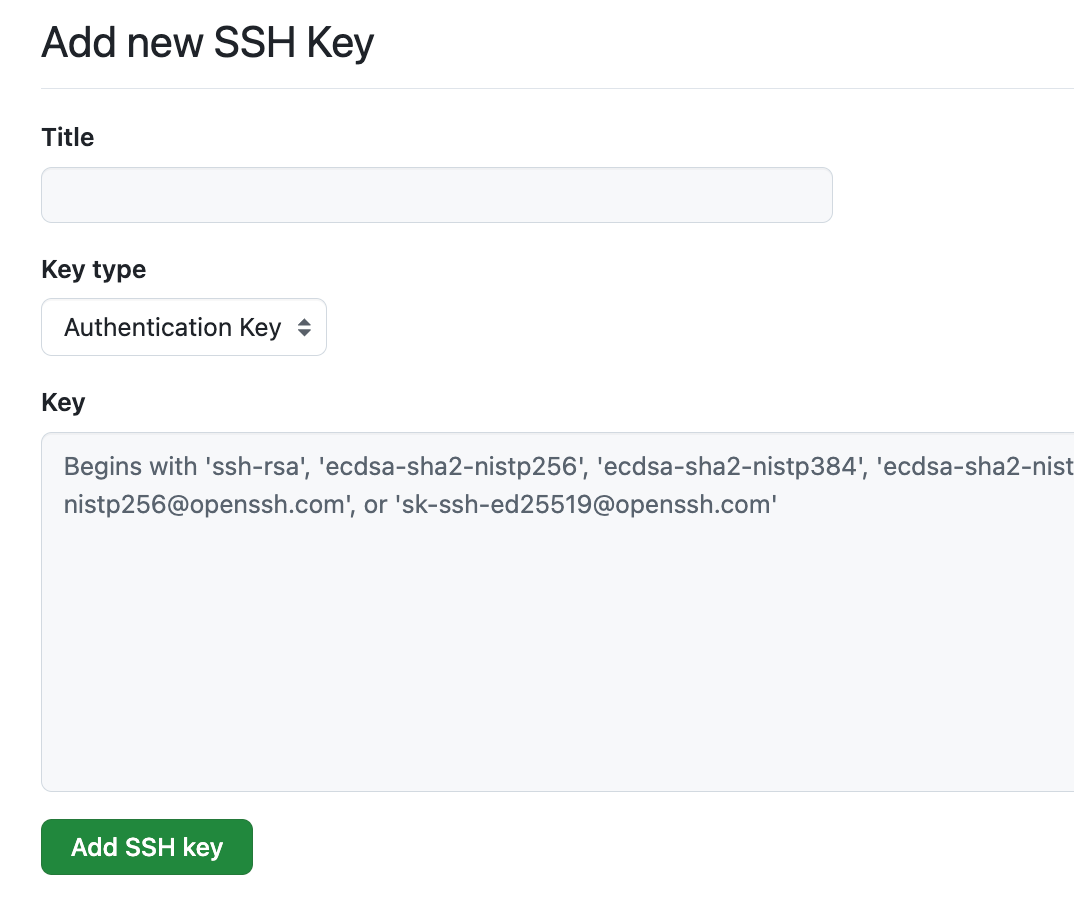 Add new SSH Key
Title
Key type
Authentication Key
Key
Begins with 'ssh-rsa', 'ecdsa-sha2-nistp256', 'ecdsa-sha2-nistp384', 'ecdsa-sha2-nist
nistp256@openssh.com', or 'sk-ssh-ed25519@openssh.com'
Add SSH key